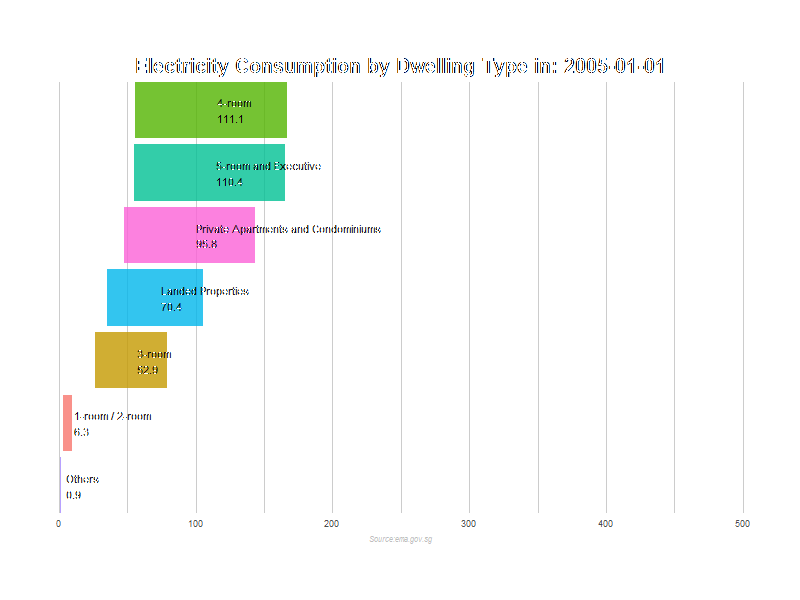 Electricity Consumption by Dwelling Type in: 2005-01-01
4-room
111.1
5-room and Executive
110.4
Private Apartments and Condominiums
95.8
Landed Properties
70.4
3-room
52.9
1-room / 2-room
6.3
Others
0.9
0 100 200 300 400 500
Source:ema.gov.sg